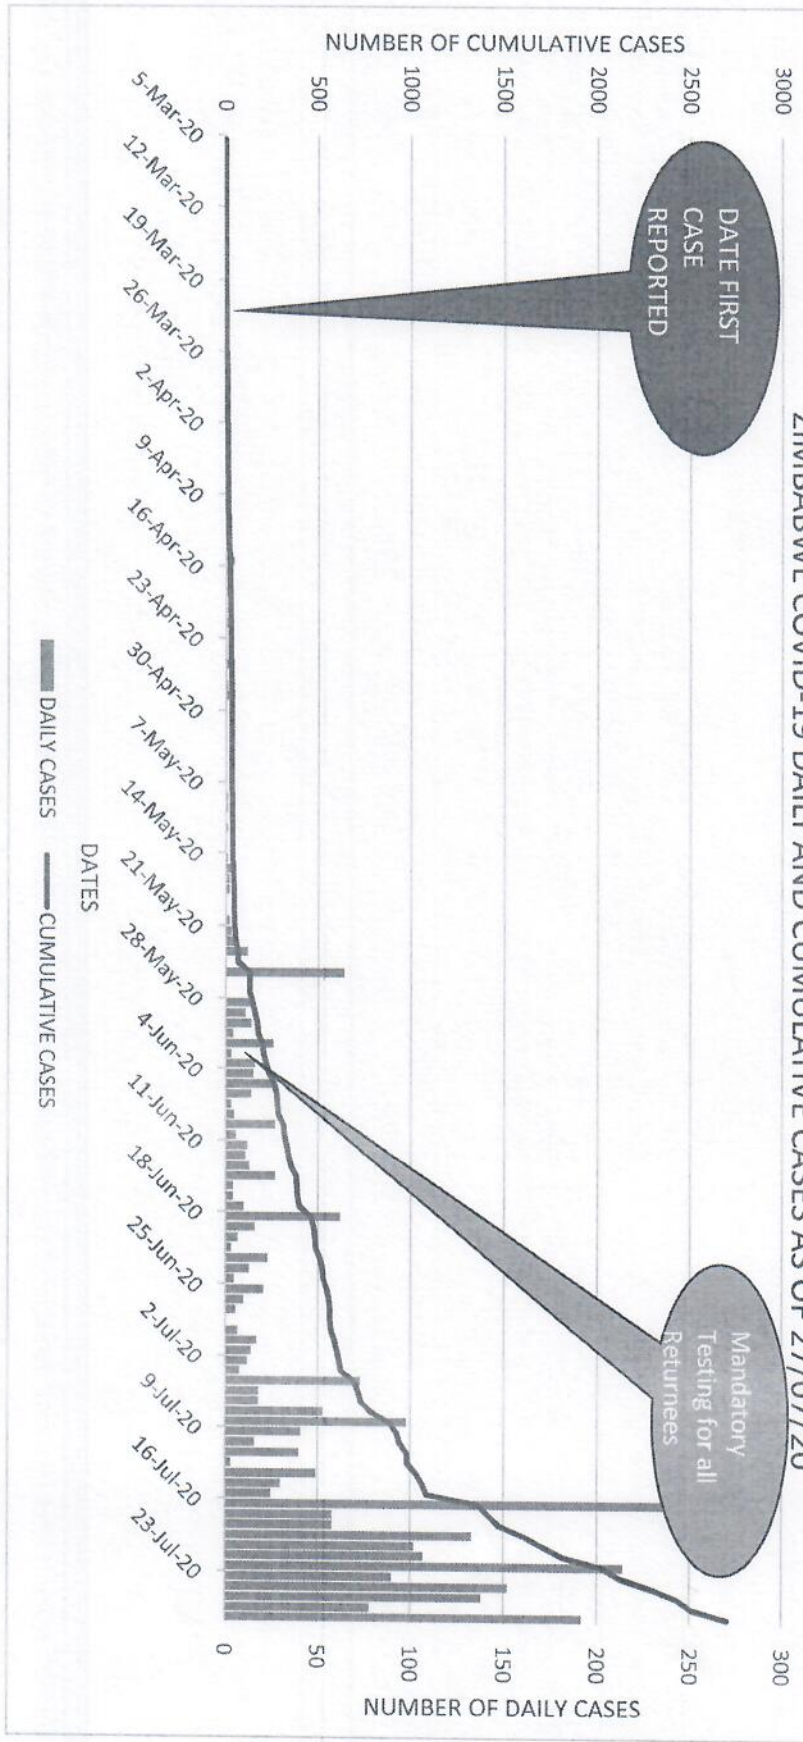 ZIMBABWE COVID-19 DAILY AND CUMULATIVE CASES AS OF 27/07/20
DATE FIRST
CASE
REPORTED
Mandatory
Testing for all
Returnees
NUMBER OF CUMULATIVE CASES
3000
2500
2000
1500
1000
500
0
NUMBER OF DAILY CASES
300
250
200
150
100
50
0
5-Mar-20
12-Mar-20
19-Mar-20
26-Mar-20
2-Apr-20
9-Apr-20
16-Apr-20
23-Apr-20
30-Apr-20
7-May-20
14-May-20
21-May-20
28-May-20
4-Jun-20
11-Jun-20
18-Jun-20
25-Jun-20
2-Jul-20
9-Jul-20
16-Jul-20
23-Jul-20
DATES
DAILY CASES
CUMULATIVE CASES